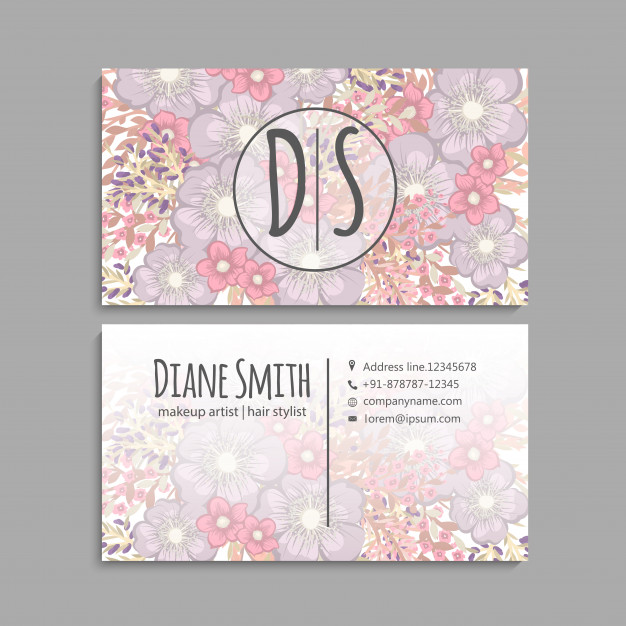 D|S
DIANE SMITH
makeup artist|hair stylist
Address line.12345678
+91-878787-12345
companyname.com
lorem@ipsum.com